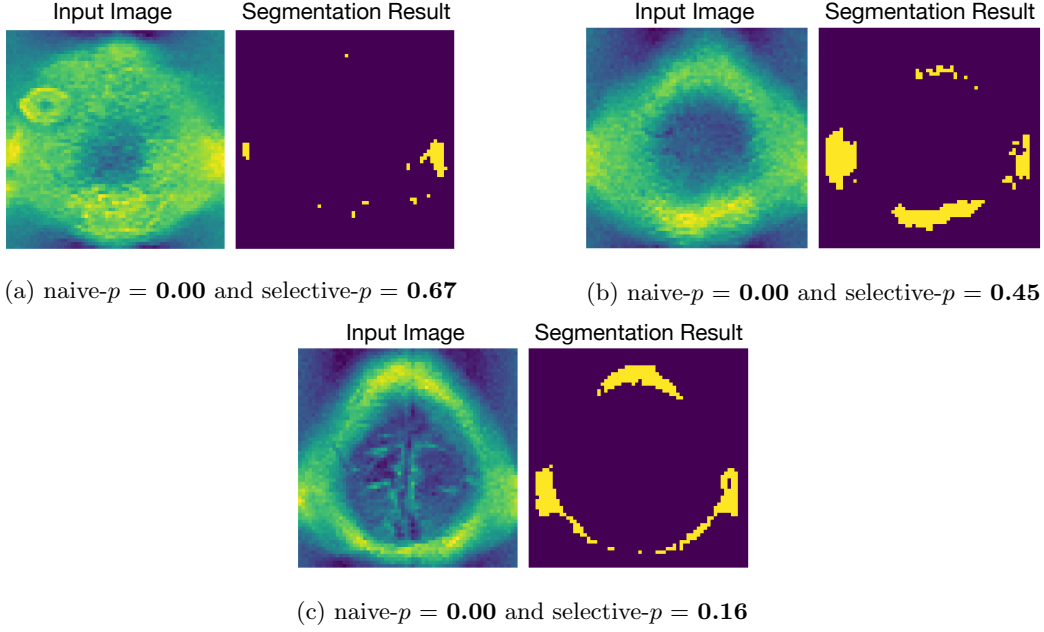 Input Image Segmentation Result
Input Image Segmentation Result
(a) naive-p = 0.00 and selective-p = 0.67
(b) naive-p = 0.00 and selective-p = 0.45
Input Image Segmentation Result
(c) naive-p = 0.00 and selective-p = 0.16